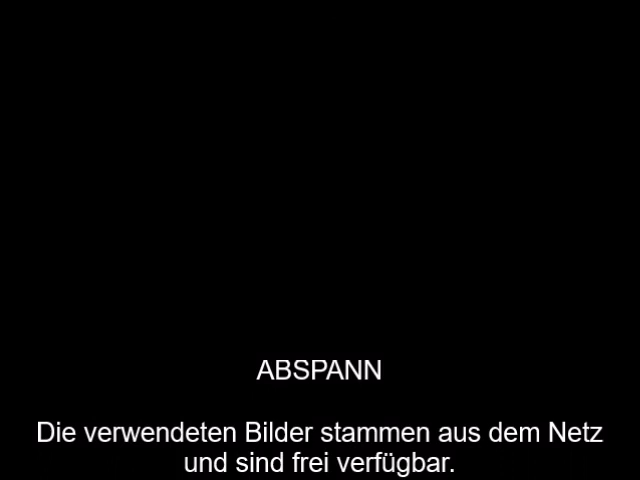 ABSPANN
Die verwendeten Bilder stammen aus dem Netz
und sind frei verfügbar.